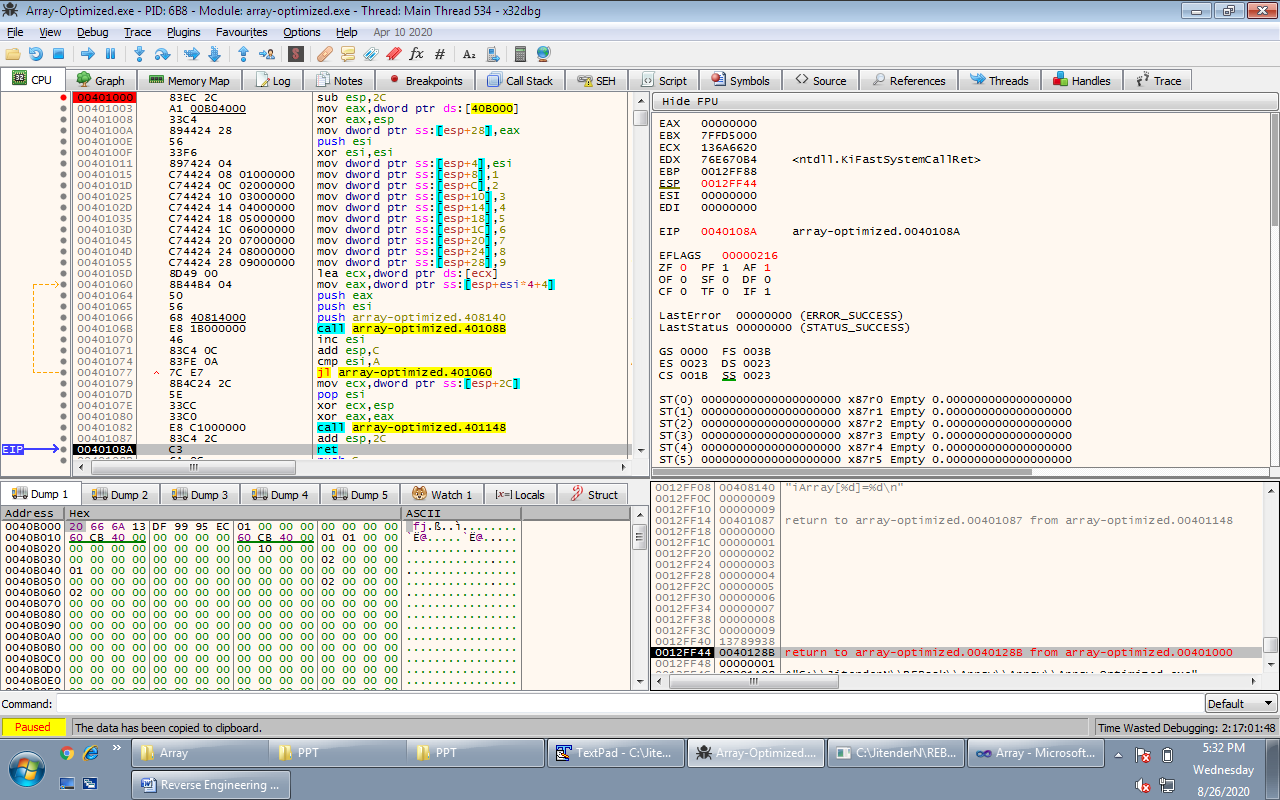 Array-Optimized.exe - PID: 6B8 - Module: array-optimized.exe - Thread: Main Thread 534 - x32dbg
File View Debug Trace Plugins Favourites Options Help Apr 10 2020
CPU Graph Memory Map Log Notes Breakpoints Call Stack SEH Script Symbols Source References Threads Handles Trace
00401000 83EC 2C sub esp,2C
00401003 A1 00B04000 mov eax,dword ptr ds:[40B000]
00401008 33C4 xor eax,esp
0040100A 894424 28 mov dword ptr ss:[esp+28],eax
0040100E 56 push esi
0040100F 33F6 xor esi,esi
00401011 897424 04 mov dword ptr ss:[esp+4],esi
00401015 C74424 08 01000000 mov dword ptr ss:[esp+8],1
0040101D C74424 0C 02000000 mov dword ptr ss:[esp+C],2
00401025 C74424 10 03000000 mov dword ptr ss:[esp+10],3
0040102D C74424 14 04000000 mov dword ptr ss:[esp+14],4
00401035 C74424 18 05000000 mov dword ptr ss:[esp+18],5
0040103D C74424 1C 06000000 mov dword ptr ss:[esp+1C],6
00401045 C74424 20 07000000 mov dword ptr ss:[esp+20],7
0040104D C74424 24 08000000 mov dword ptr ss:[esp+24],8
00401055 C74424 28 09000000 mov dword ptr ss:[esp+28],9
0040105D 8D49 00 lea ecx,dword ptr ds:[ecx]
00401060 8B44B4 04 mov eax,dword ptr ss:[esp+esi*4+4]
00401064 50 push eax
00401065 56 push esi
00401066 68 40814000 push array-optimized.408140
0040106B E8 1B000000 call array-optimized.40108B
00401070 46 inc esi
00401071 83C4 0C add esp,C
00401074 83FE 0A cmp esi,A
00401077 ^ 7C E7 jl array-optimized.401060
00401079 8B4C24 2C mov ecx,dword ptr ss:[esp+2C]
0040107D 5E pop esi
0040107E 33CC xor ecx,esp
00401080 33C0 xor eax,eax
00401082 E8 C1000000 call array-optimized.401148
00401087 83C4 2C add esp,2C
EIP 0040108A C3 ret
Hide FPU
EAX 00000000
EBX 7FFD5000
ECX 136A6620
EDX 76E670B4 <ntdll.KiFastSystemCallRet>
EBP 0012FF88
ESP 0012FF44
ESI 00000000
EDI 00000000
EIP 0040108A array-optimized.0040108A
EFLAGS 00000216
ZF 0 PF 1 AF 1
OF 0 SF 0 DF 0
CF 0 TF 0 IF 1
LastError 00000000 (ERROR_SUCCESS)
LastStatus 00000000 (STATUS_SUCCESS)
GS 0000 FS 003B
ES 0023 DS 0023
CS 001B SS 0023
ST(0) 00000000000000000000 x87r0 Empty 0.000000000000000000
ST(1) 00000000000000000000 x87r1 Empty 0.000000000000000000
ST(2) 00000000000000000000 x87r2 Empty 0.000000000000000000
ST(3) 00000000000000000000 x87r3 Empty 0.000000000000000000
ST(4) 00000000000000000000 x87r4 Empty 0.000000000000000000
ST(5) 00000000000000000000 x87r5 Empty 0.000000000000000000
Dump 1 Dump 2 Dump 3 Dump 4 Dump 5 Watch 1 Locals Struct
Address Hex ASCII
0040B000 20 66 6A 13 DF 99 95 EC 01 00 00 00 00 00 00 00 fj.ß..ì........
0040B010 60 CB 40 00 00 00 00 00 60 CB 40 00 01 01 00 00 `Ë@.....`Ë@.....
0040B020 00 00 00 00 00 00 00 00 00 10 00 00 00 00 00 00 ................
0040B030 00 00 00 00 00 00 00 00 00 00 00 00 02 00 00 00 ................
0040B040 01 00 00 00 00 00 00 00 00 00 00 00 00 00 00 00 ................
0040B050 00 00 00 00 00 00 00 00 00 00 00 00 02 00 00 00 ................
0040B060 02 00 00 00 00 00 00 00 00 00 00 00 00 00 00 00 ................
0040B070 00 00 00 00 00 00 00 00 00 00 00 00 00 00 00 00 ................
0040B080 00 00 00 00 00 00 00 00 00 00 00 00 00 00 00 00 ................
0040B090 00 00 00 00 00 00 00 00 00 00 00 00 00 00 00 00 ................
0040B0A0 00 00 00 00 00 00 00 00 00 00 00 00 00 00 00 00 ................
0040B0B0 00 00 00 00 00 00 00 00 00 00 00 00 00 00 00 00 ................
0040B0C0 00 00 00 00 00 00 00 00 00 00 00 00 00 00 00 00 ................
0040B0D0 00 00 00 00 00 00 00 00 00 00 00 00 00 00 00 00 ................
0040B0E0 00 00 00 00 00 00 00 00 00 00 00 00 00 00 00 00 ................
0012FF08 00408140 "iArray[%d]=%d\n"
0012FF0C 00000009
0012FF10 00000009
0012FF14 00401087 return to array-optimized.00401087 from array-optimized.00401148
0012FF18 00000000
0012FF1C 00000001
0012FF20 00000002
0012FF24 00000003
0012FF28 00000004
0012FF2C 00000005
0012FF30 00000006
0012FF34 00000007
0012FF38 00000008
0012FF3C 00000009
0012FF40 13789938
0012FF44 0040128B return to array-optimized.0040128B from array-optimized.00401000
0012FF48 00000001
Command: Default
Paused The data has been copied to clipboard. Time Wasted Debugging: 2:17:01:48
Array PPT PPT TextPad - C:\Jite... Array-Optimized.... C:\JitenderN\REB... Array - Microsoft... 5:32 PM
Wednesday
Reverse Engineering ... 8/26/2020